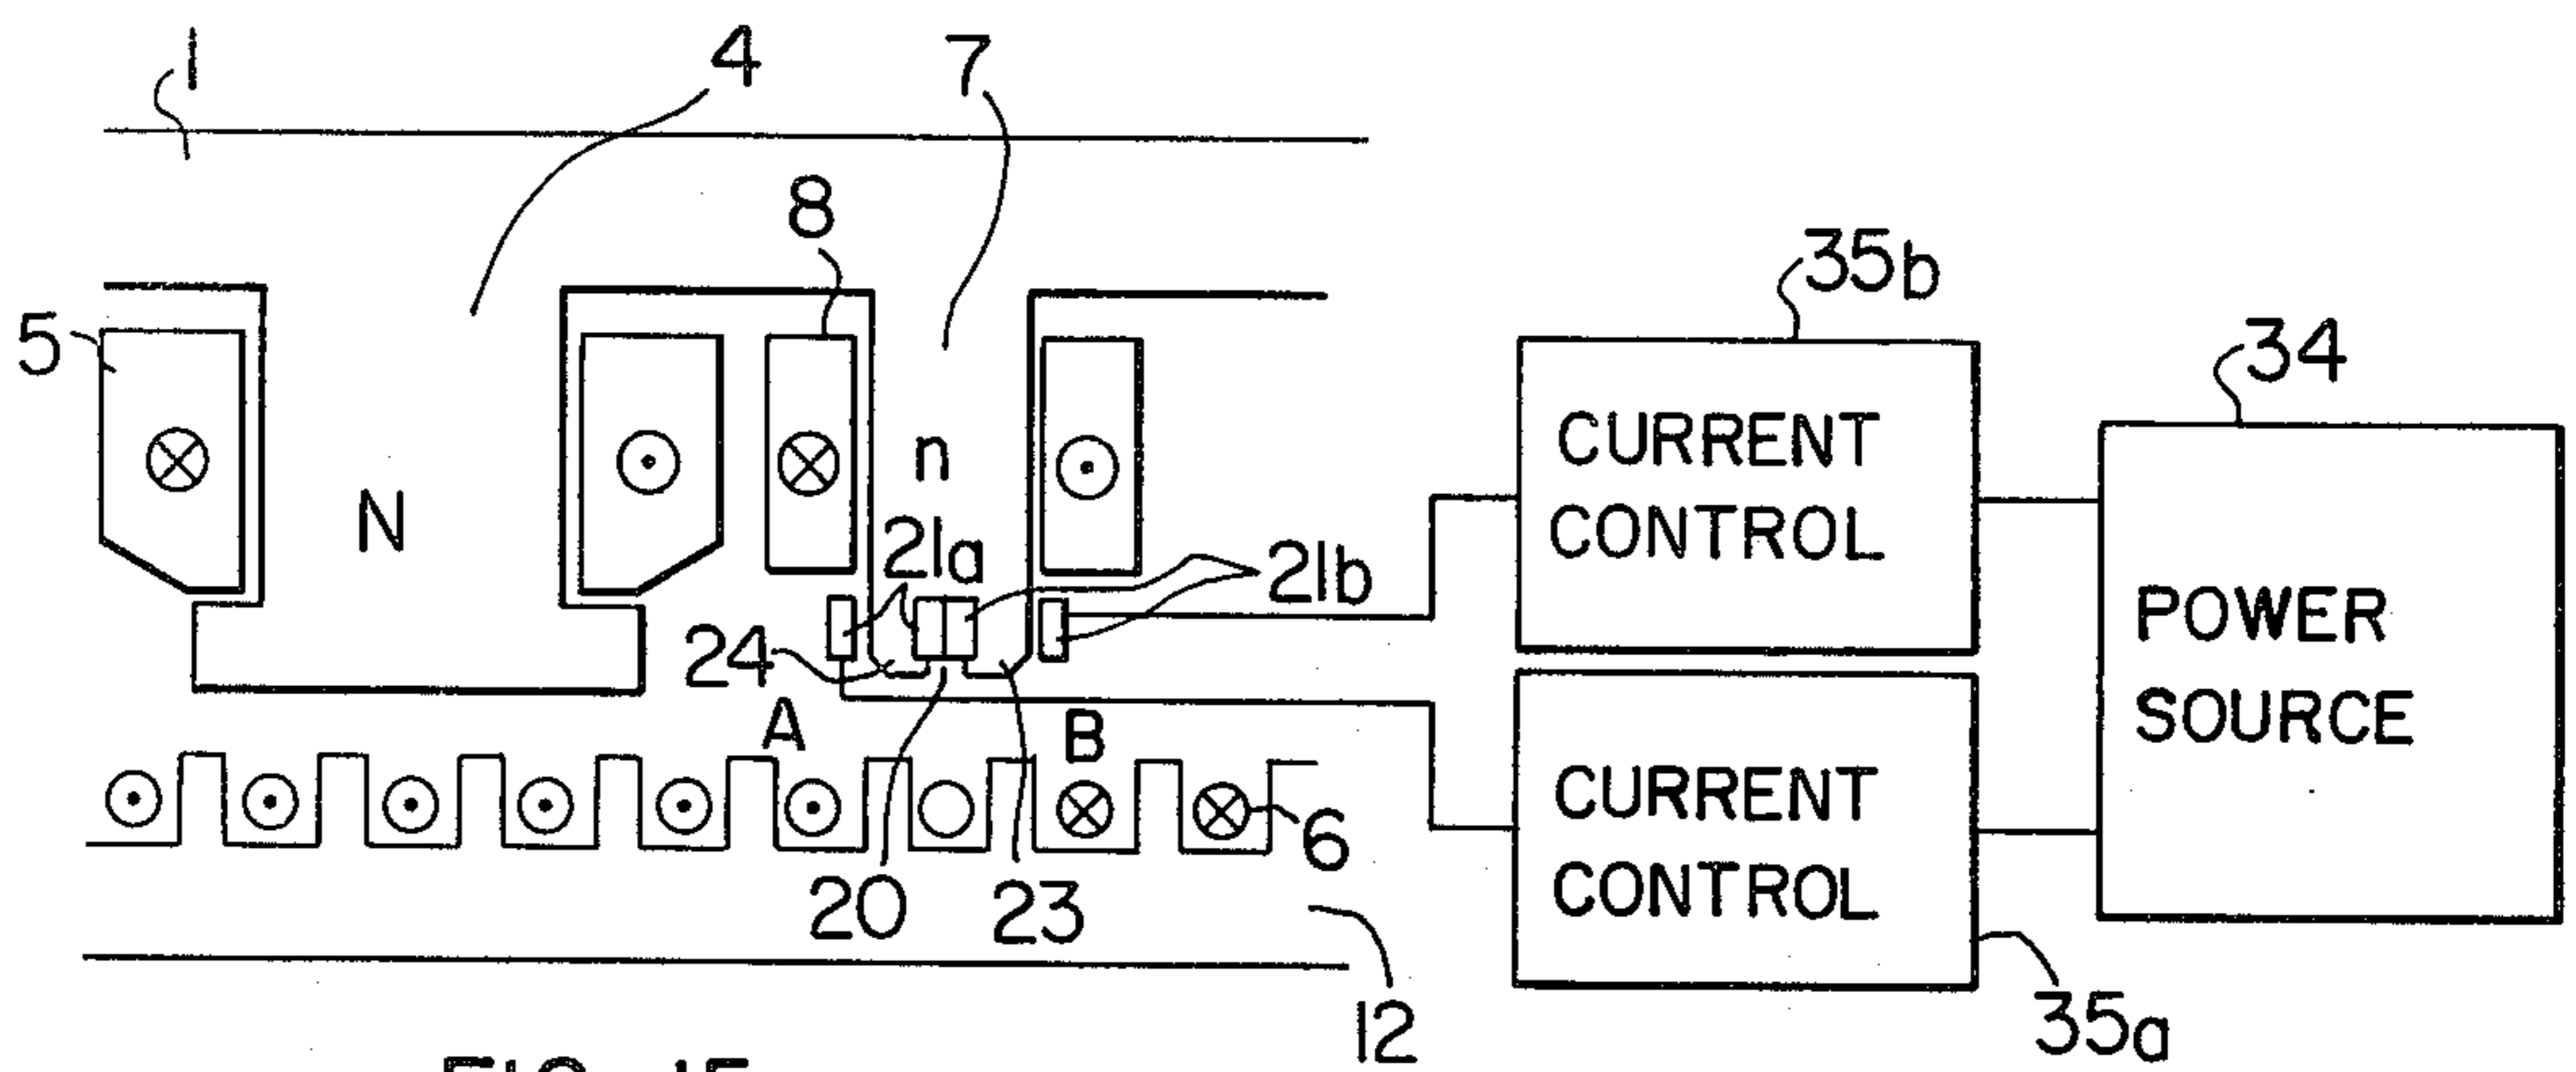 1
4
7
8
35b
5
34
CURRENT
CONTROL
N
n
21a
21b
24
POWER
SOURCE
A
B
CURRENT
CONTROL
6
20
23
12
35a